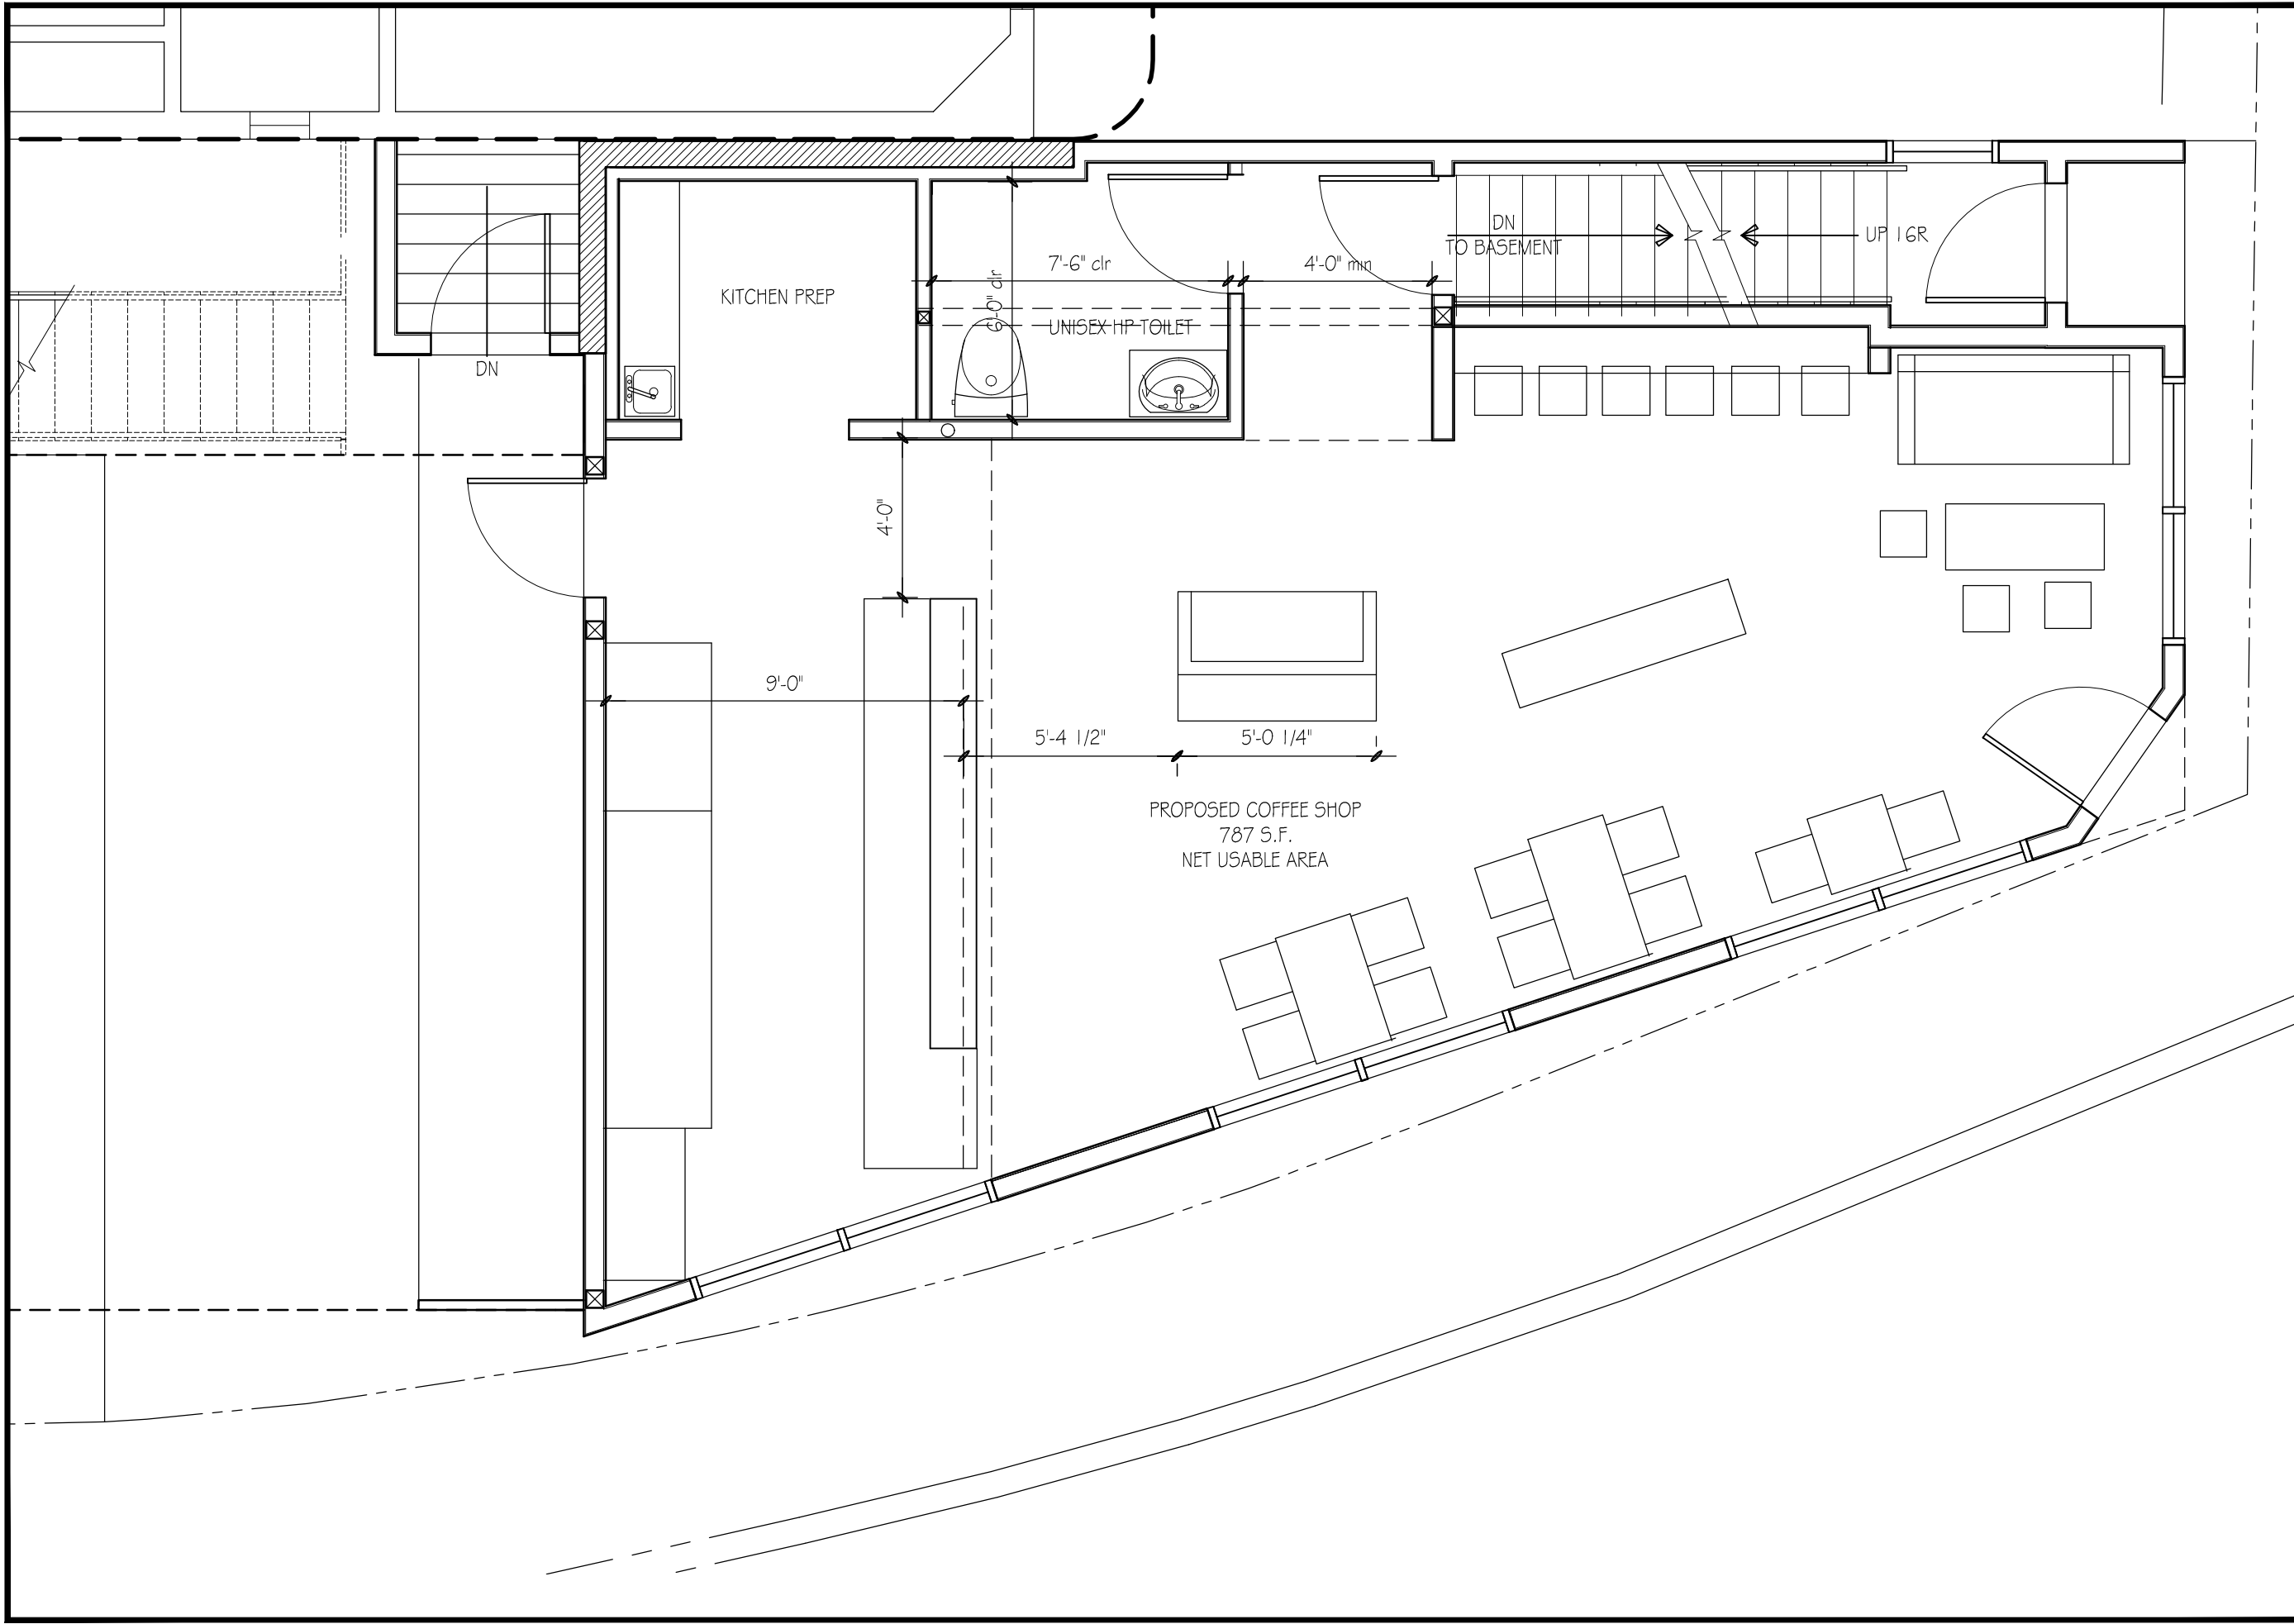 DN
TO BASEMENT
UP 16R
7'-6" clr
4'-0" min
6'-0" clr
KITCHEN PREP
UNISEX HP TOILET
DN
4'-0"
9'-0"
5'-4 1/2"
5'-0 1/4"
PROPOSED COFFEE SHOP
787 S.F.
NET USABLE AREA